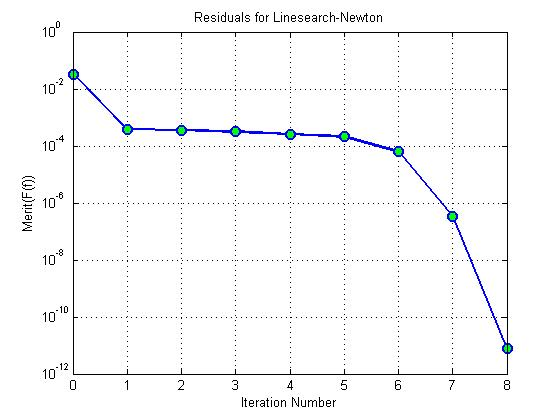 Residuals for Linesearch-Newton
10^0
10^-2
10^-4
10^-6
10^-8
10^-10
10^-12
Merit(F(f))
0 1 2 3 4 5 6 7 8
Iteration Number